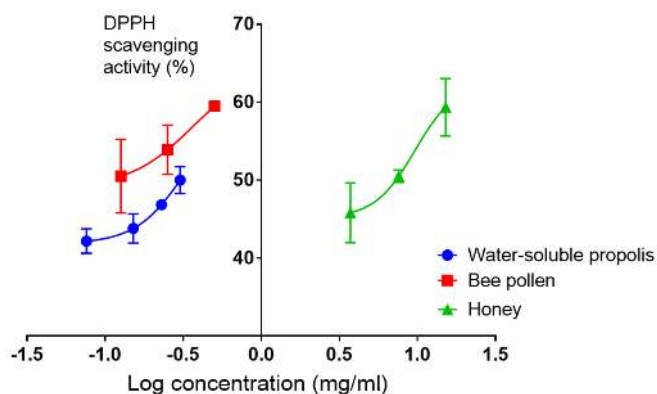 DPPH
scavenging
activity (%)
70
60
50
40
Water-soluble propolis
Bee pollen
Honey
-1.5 -1.0 -0.5 0.0 0.5 1.0 1.5
Log concentration (mg/ml)